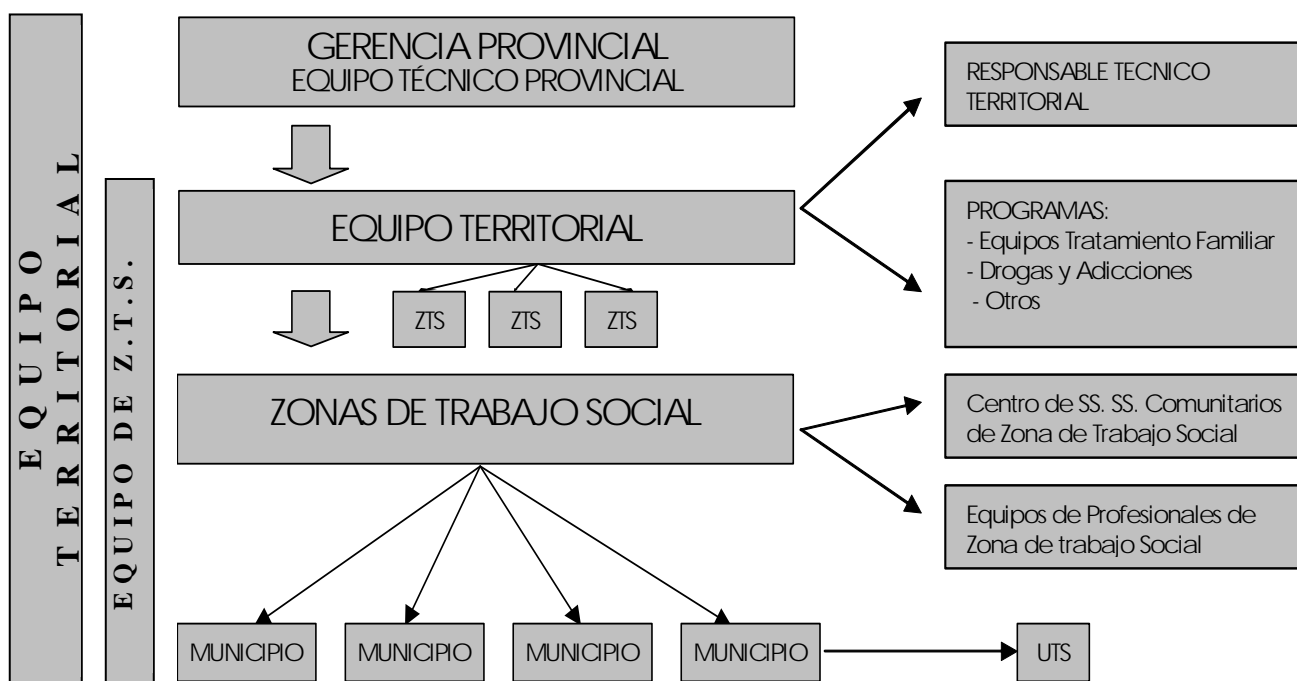 EQUIPO
TERRITORIAL
EQUIPO DE Z.T.S.
GERENCIA PROVINCIAL
EQUIPO TÉCNICO PROVINCIAL
RESPONSABLE TECNICO
TERRITORIAL
EQUIPO TERRITORIAL
PROGRAMAS:
- Equipos Tratamiento Familiar
- Drogas y Adicciones
- Otros
ZTS
ZTS
ZTS
ZONAS DE TRABAJO SOCIAL
Centro de SS. SS. Comunitarios
de Zona de Trabajo Social
Equipos de Profesionales de
Zona de trabajo Social
MUNICIPIO
MUNICIPIO
MUNICIPIO
MUNICIPIO
UTS